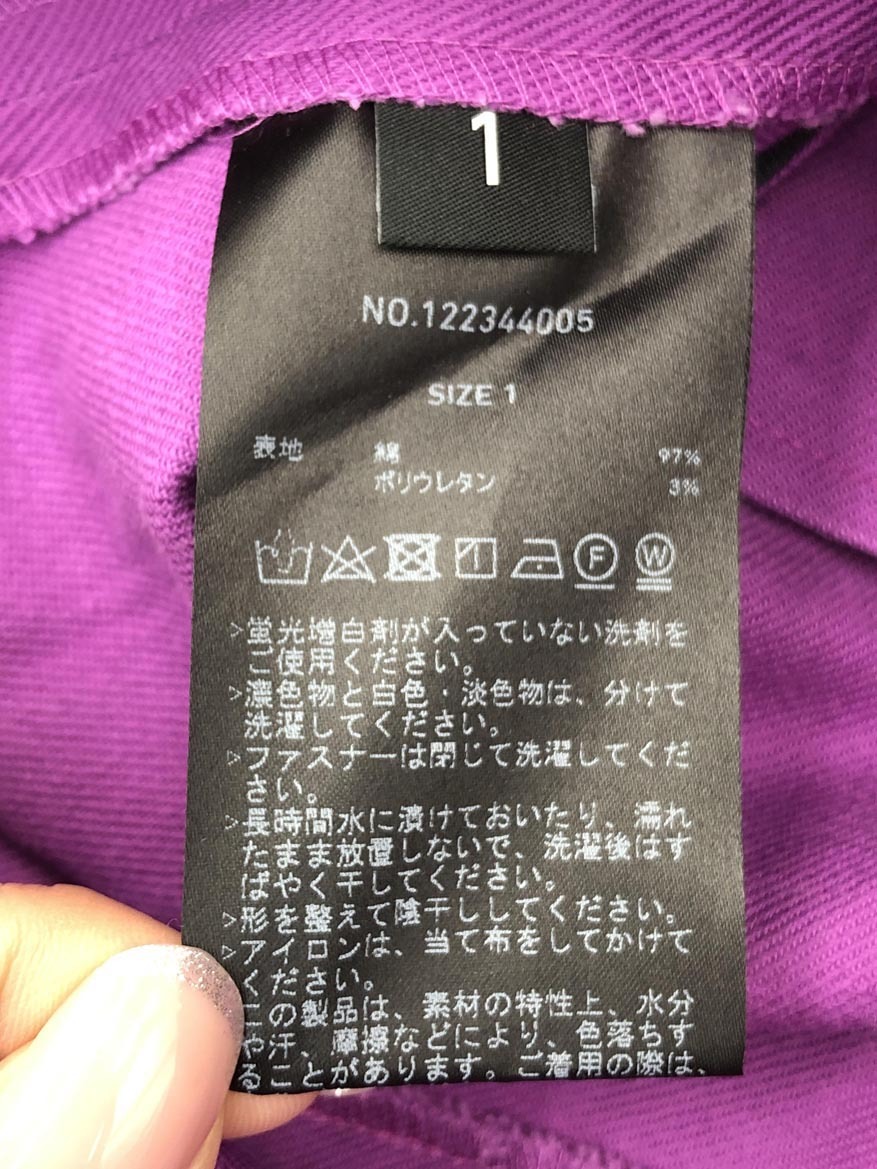 1
NO.122344005
SIZE 1
表地 綿 97%
ポリウレタン 3%
F W
>蛍光増白剤が入っていない洗剤を
ご使用ください。
>濃色物と白色・淡色物は、分けて
洗濯してください。
>ファスナーは閉じて洗濯してくだ
さい。
>長時間水に漬けておいたり、濡れ
たまま放置しないで、洗濯後はす
ばやく干してください。
>形を整えて陰干ししてください。
>アイロンは、当て布をしてかけて
ください。
この製品は、素材の特性上、水分
や汗、摩擦などにより、色落ちす
ることがあります。ご着用の際は、